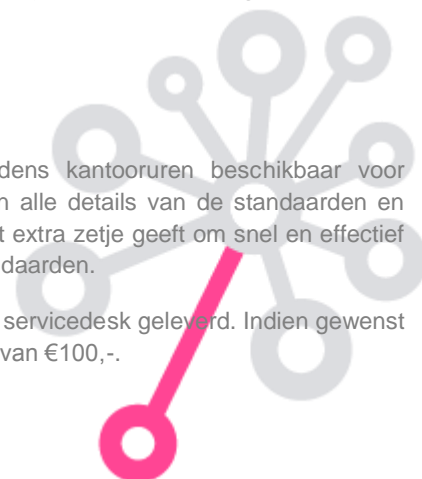 dens kantooruren beschikbaar voor
n alle details van de standaarden en
t extra zetje geeft om snel en effectief
daarden.
servicedesk geleverd. Indien gewenst
van €100,-.